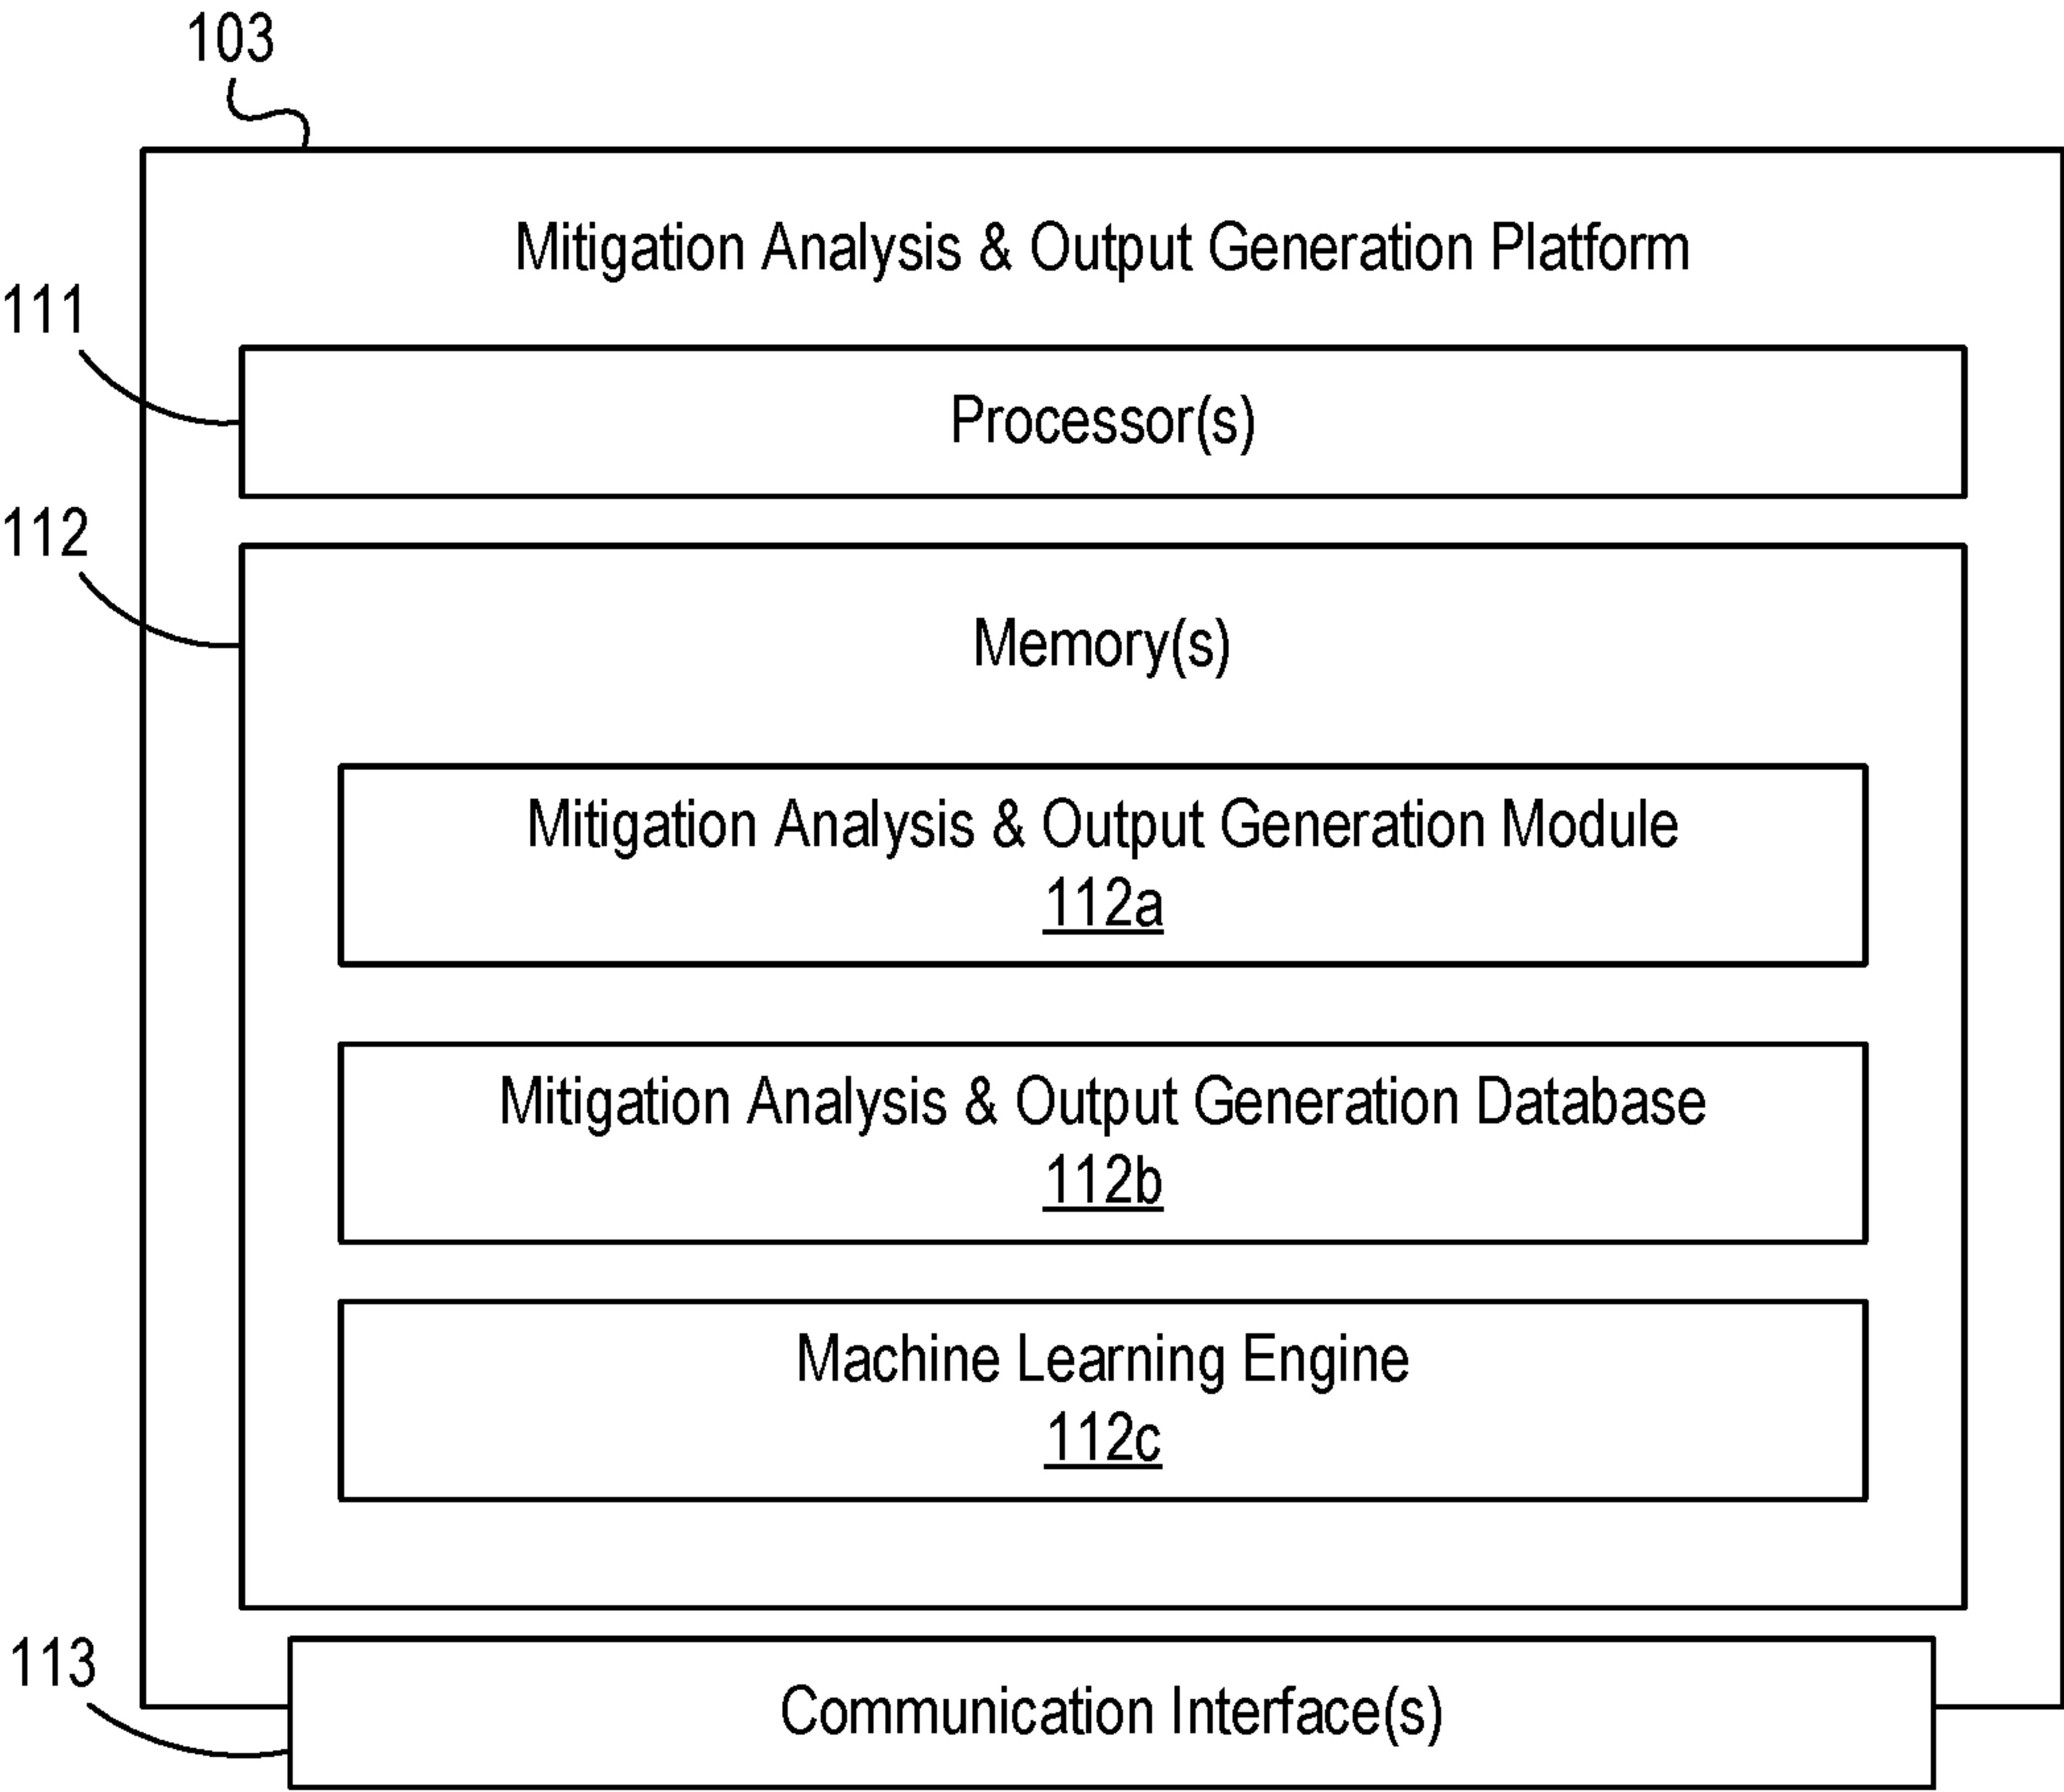 103
Mitigation Analysis & Output Generation Platform
111
Processor(s)
112
Memory(s)
Mitigation Analysis & Output Generation Module
112a
Mitigation Analysis & Output Generation Database
112b
Machine Learning Engine
112c
113
Communication Interface(s)